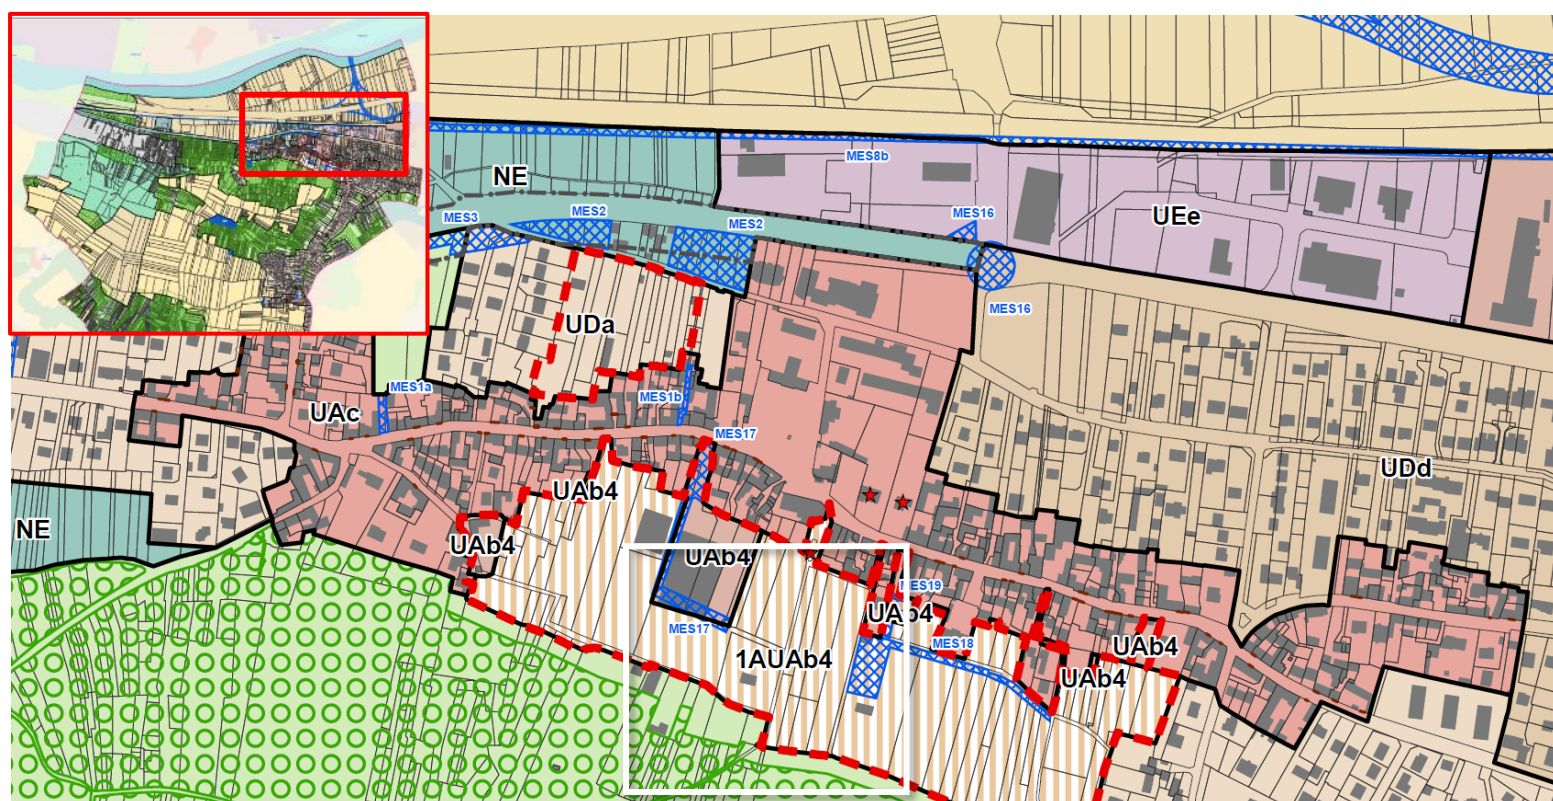 MES8b
NE
UEe
MES3
MES2
MES2
MES16
MES16
UDa
MES1a
MES1b
UAc
MES17
UDd
UAb4
NE
UAb4
UAb4
MES19
UAb4
MES17
MES18
UAb4
1AUAb4
UAb4